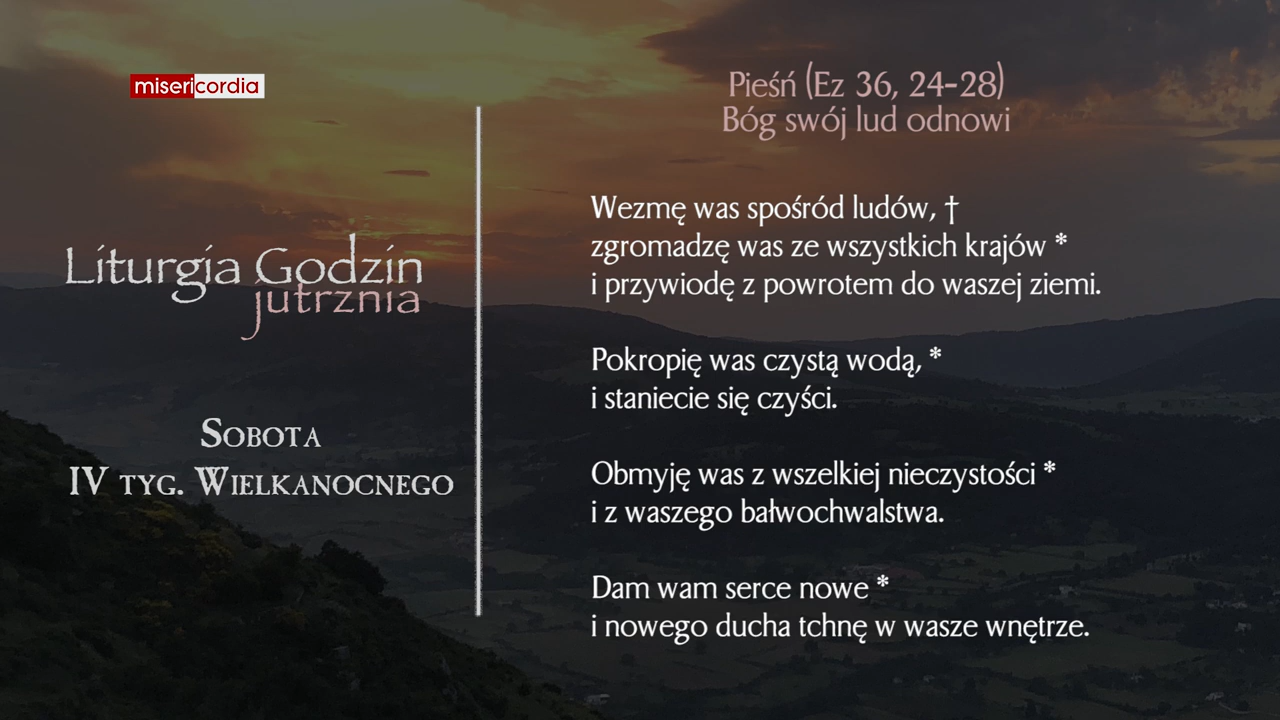 misericordia
Liturgia Godzin
jutrznia
Sobota
IV tyg. Wielkanocnego
Pieśń (Ez 36, 24-28)
Bóg swój lud odnowi
Wezmę was spośród ludów, †
zgromadzę was ze wszystkich krajów *
i przywiodę z powrotem do waszej ziemi.
Pokropię was czystą wodą, *
i staniecie się czyści.
Obmyję was z wszelkiej nieczystości *
i z waszego bałwochwalstwa.
Dam wam serce nowe *
i nowego ducha tchnę w wasze wnętrze.